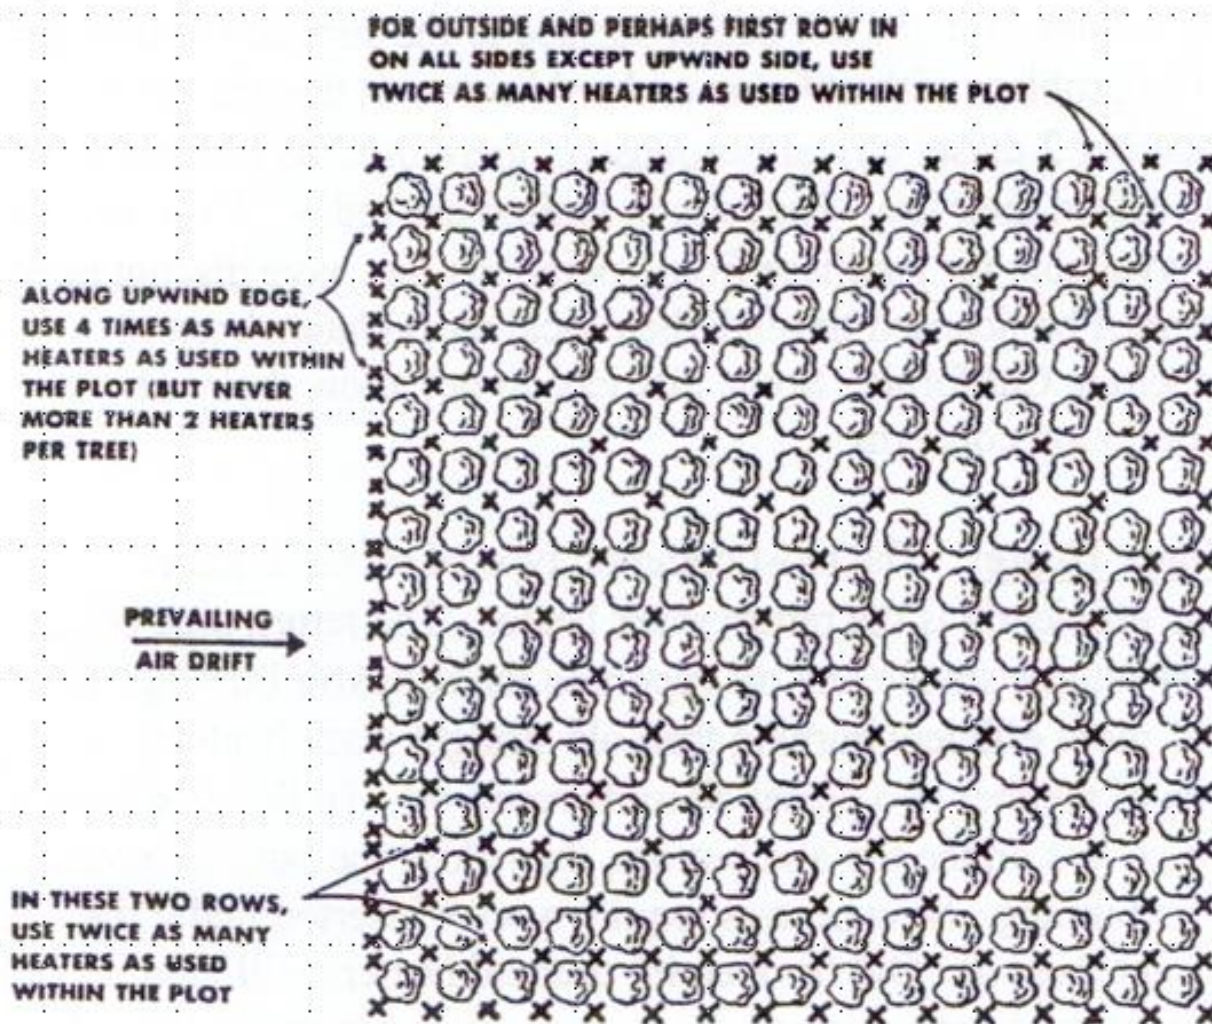 FOR OUTSIDE AND PERHAPS FIRST ROW IN
ON ALL SIDES EXCEPT UPWIND SIDE, USE
TWICE AS MANY HEATERS AS USED WITHIN THE PLOT
ALONG UPWIND EDGE,
USE 4 TIMES AS MANY
HEATERS AS USED WITHIN
THE PLOT (BUT NEVER
MORE THAN 2 HEATERS
PER TREE)
PREVAILING
AIR DRIFT
IN THESE TWO ROWS,
USE TWICE AS MANY
HEATERS AS USED
WITHIN THE PLOT